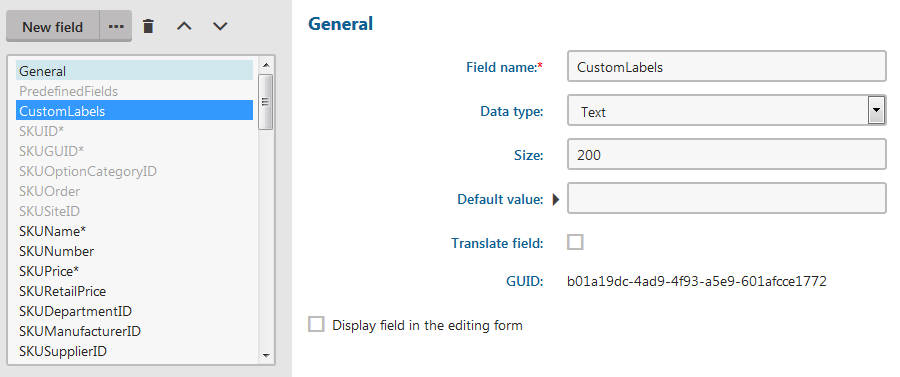 New field ...
General
PredefinedFields
CustomLabels
SKUID*
SKUGUID*
SKUOptionCategoryID
SKUOrder
SKUSiteID
SKUName*
SKUNumber
SKUPrice*
SKURetailPrice
SKUDepartmentID
SKUManufacturerID
SKUSupplierID
General
Field name:* CustomLabels
Data type: Text
Size: 200
Default value:
Translate field:
GUID: b01a19dc-4ad9-4f93-a5e9-601afcce1772
Display field in the editing form